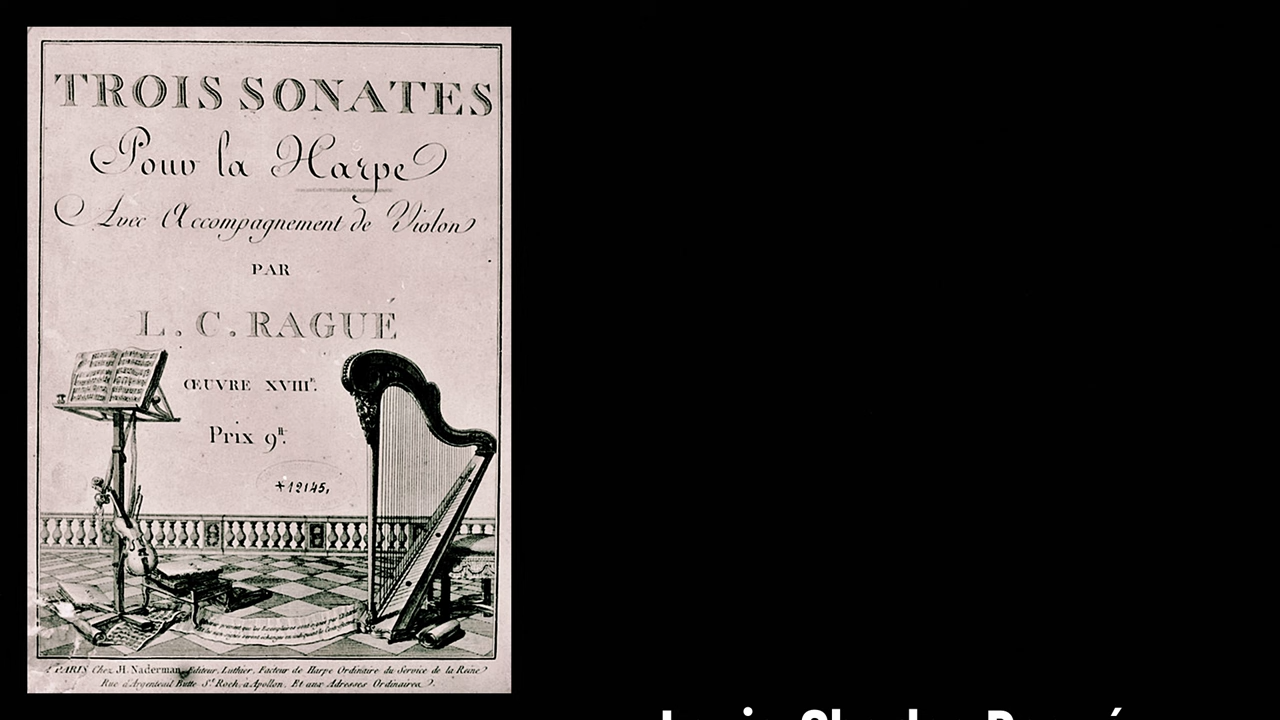 TROIS SONATES
Pour la Harpe
Avec Accompagnement de Violon
PAR
L. C. RAGUÉ
ŒUVRE XVIIIe.
Prix 9tt.
*12145,
A PARIS Chez H. Naderman, Editeur, Luthier, Facteur de Harpe Ordinaire du Service de la Reine
Rue d'Argenteuil Butte St. Roch, à Apollon, Et aux Adresses Ordinaires.